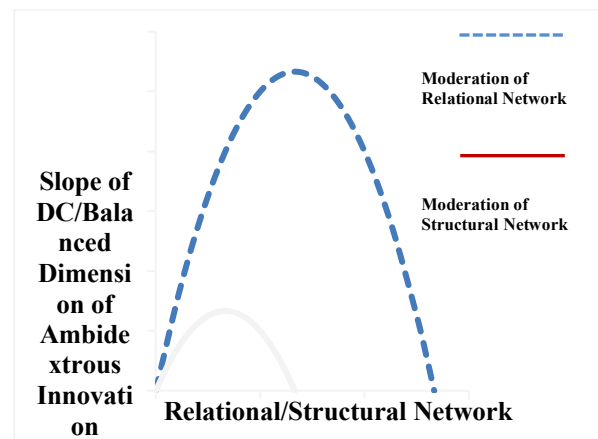 Moderation of
Relational Network
Moderation of
Structural Network
Slope of
DC/Bala
nced
Dimensi
on of
Ambide
xtrous
Innovati
on
Relational/Structural Network